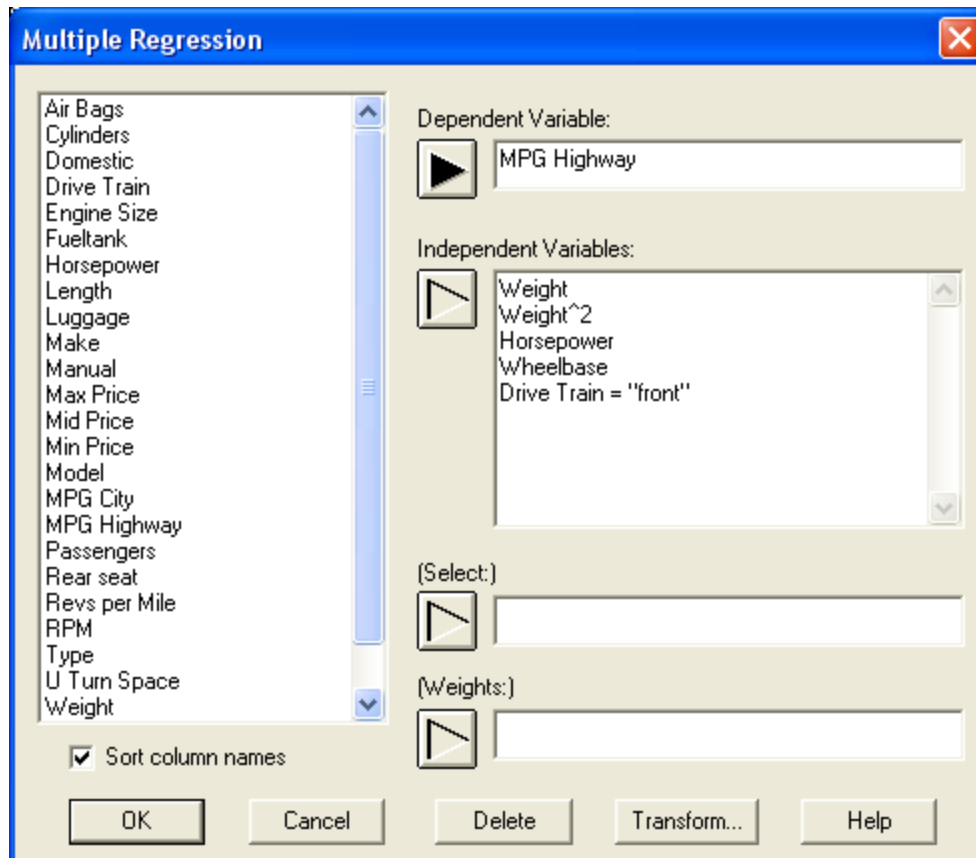 Multiple Regression
Air Bags
Cylinders
Domestic
Drive Train
Engine Size
Fueltank
Horsepower
Length
Luggage
Make
Manual
Max Price
Mid Price
Min Price
Model
MPG City
MPG Highway
Passengers
Rear seat
Revs per Mile
RPM
Type
U Turn Space
Weight
Sort column names
Dependent Variable:
MPG Highway
Independent Variables:
Weight
Weight^2
Horsepower
Wheelbase
Drive Train = "front"
(Select:)
(Weights:)
OK Cancel Delete Transform... Help